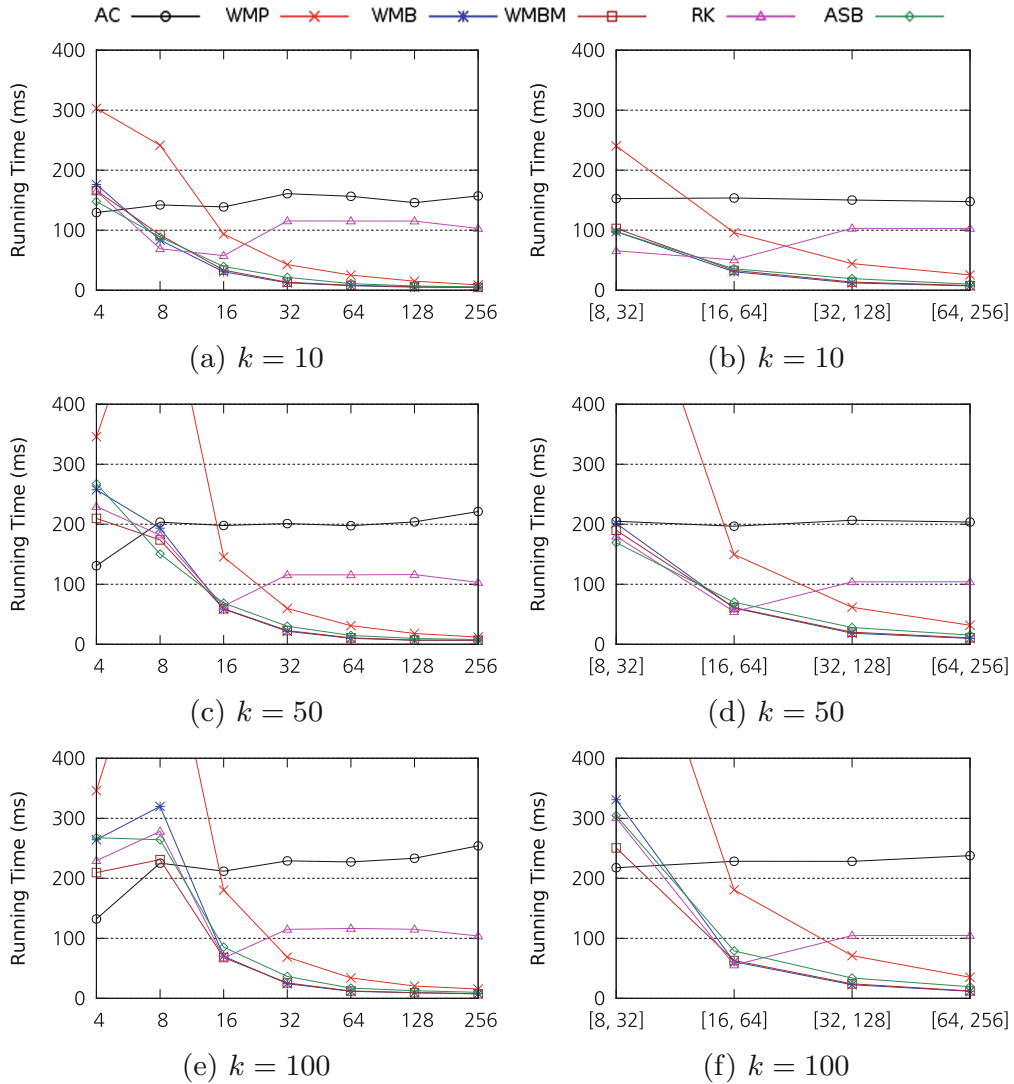 AC WMP WMB WMBM RK ASB
400 400
300 300
200 200
100 100
0 0
Running Time (ms) Running Time (ms)
4 8 16 32 64 128 256 [8, 32] [16, 64] [32, 128] [64, 256]
(a) k = 10 (b) k = 10
400 400
300 300
200 200
100 100
0 0
Running Time (ms) Running Time (ms)
4 8 16 32 64 128 256 [8, 32] [16, 64] [32, 128] [64, 256]
(c) k = 50 (d) k = 50
400 400
300 300
200 200
100 100
0 0
Running Time (ms) Running Time (ms)
4 8 16 32 64 128 256 [8, 32] [16, 64] [32, 128] [64, 256]
(e) k = 100 (f) k = 100